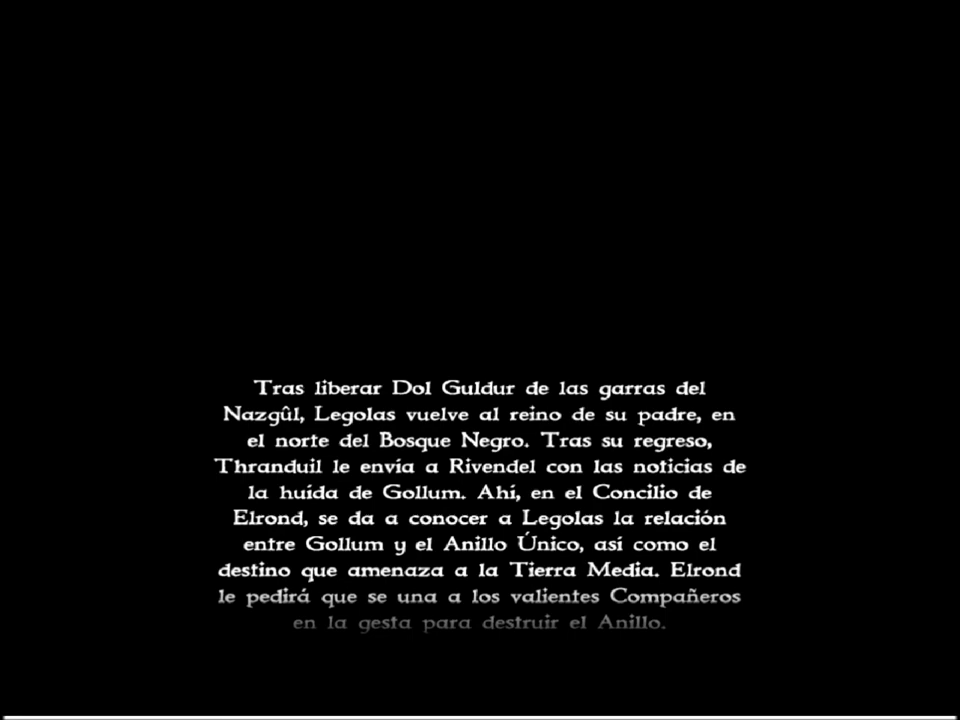 Tras liberar Dol Guldur de las garras del
Nazgûl, Legolas vuelve al reino de su padre, en
el norte del Bosque Negro. Tras su regreso,
Thranduil le envía a Rivendel con las noticias de
la huída de Gollum. Ahí, en el Concilio de
Elrond, se da a conocer a Legolas la relación
entre Gollum y el Anillo Único, así como el
destino que amenaza a la Tierra Media. Elrond
le pedirá que se una a los valientes Compañeros
en la gesta para destruir el Anillo.